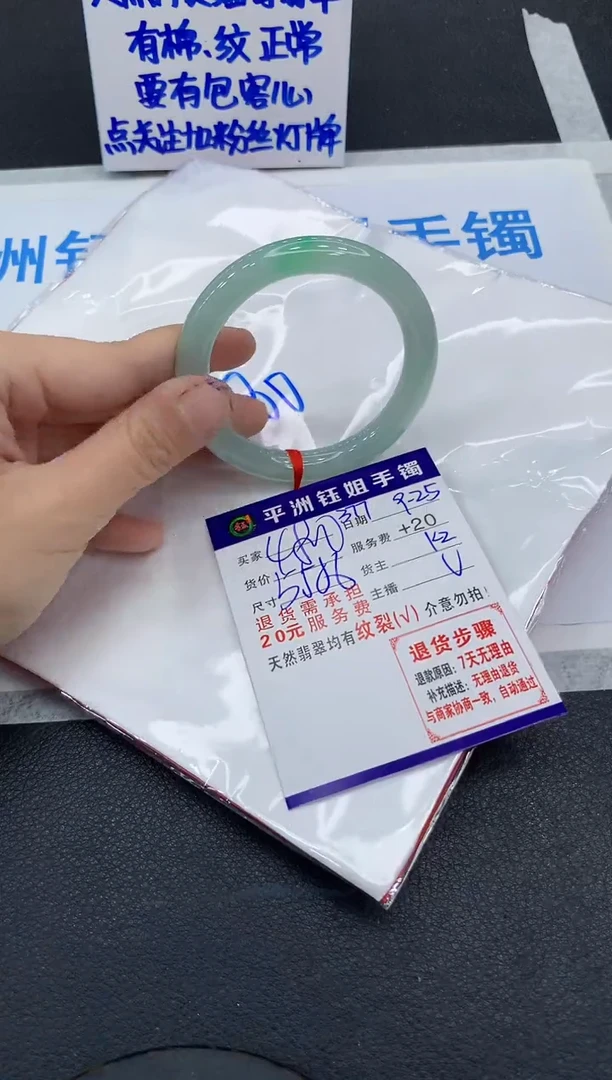 有棉、纹正常
要有包容心
点关注加粉丝灯牌
手镯
30
平洲钰姐手镯
买家 日期 9-25
货价 480 服务费 +20
尺寸 货主
主播
退货需承担
20元服务费
天然翡翠均有纹裂(√)介意勿拍!
退货步骤
退款原因:7天无理由
补充描述:无理由退货
与商家协商一致,自动通过